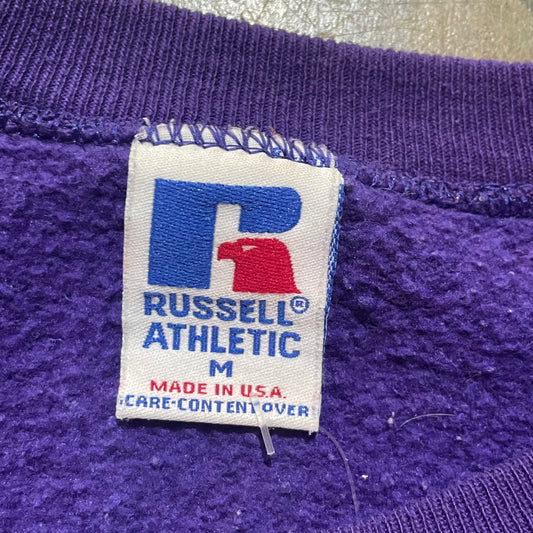 RUSSELL®
ATHLETIC
M
MADE IN U.S.A.
CARE-CONTENT OVER